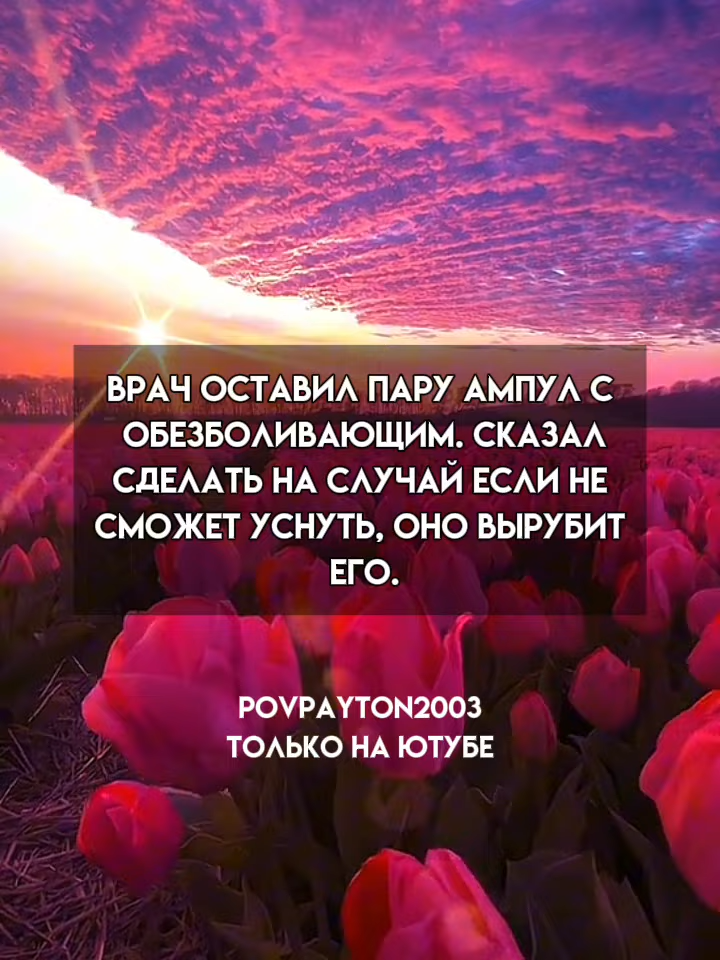 ВРАЧ ОСТАВИЛ ПАРУ АМПУЛ С
ОБЕЗБОЛИВАЮЩИМ. СКАЗАЛ
СДЕЛАТЬ НА СЛУЧАЙ ЕСЛИ НЕ
СМОЖЕТ УСНУТЬ, ОНО ВЫРУБИТ
ЕГО.
POVPAYTON2003
ТОЛЬКО НА ЮТУБЕ